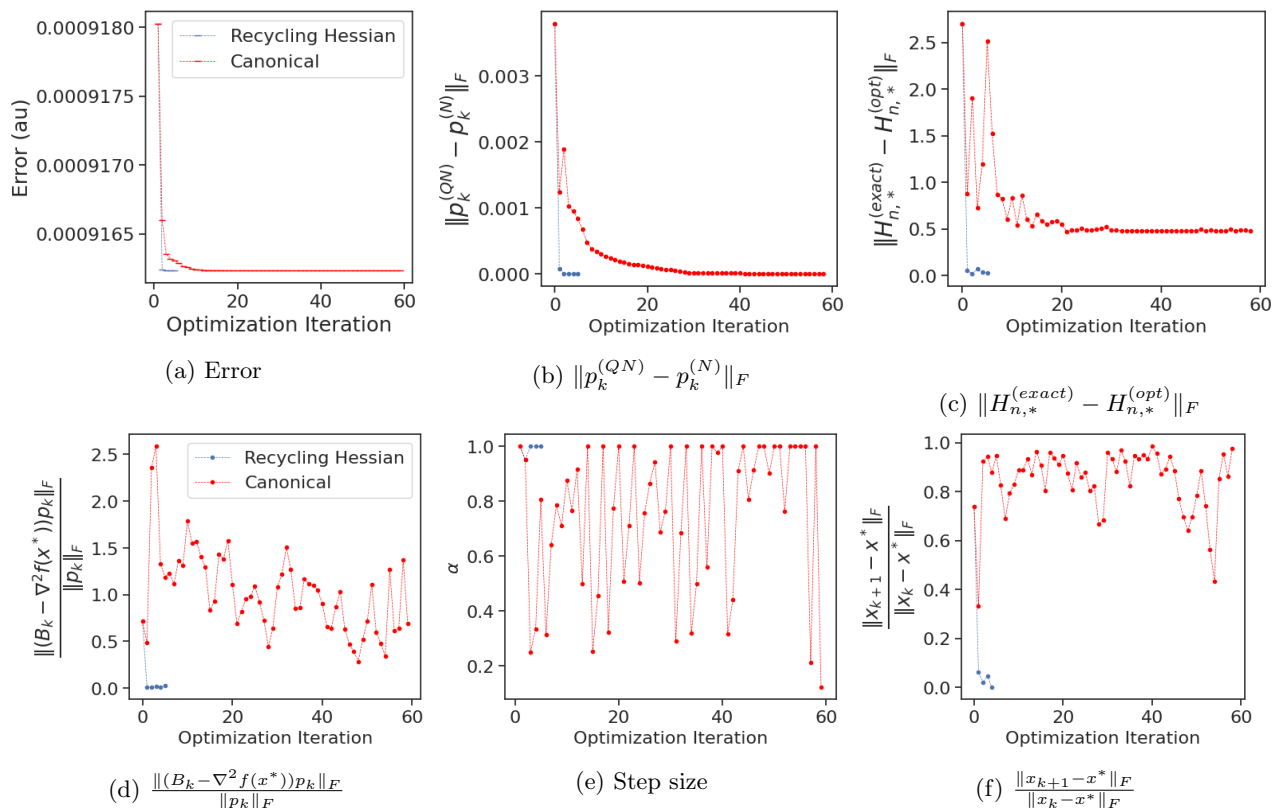 0.0009180
0.0009175
0.0009170
0.0009165
Error (au)
Recycling Hessian
Canonical
0 20 40 60
Optimization Iteration
(a) Error
0.003
0.002
0.001
0.000
‖p_k^{(QN)} − p_k^{(N)}‖_F
0 20 40 60
Optimization Iteration
(b) ‖p_k^{(QN)} − p_k^{(N)}‖_F
2.5
2.0
1.5
1.0
0.5
0.0
‖H_{n,*}^{(exact)} − H_{n,*}^{(opt)}‖_F
0 20 40 60
Optimization Iteration
(c) ‖H_{n,*}^{(exact)} − H_{n,*}^{(opt)}‖_F
2.5
2.0
1.5
1.0
0.5
0.0
‖(B_k − ∇²f(x*))p_k‖_F
‖p_k‖_F
Recycling Hessian
Canonical
0 20 40 60
Optimization Iteration
(d) ‖(B_k−∇²f(x*))p_k‖_F
‖p_k‖_F
1.0
0.8
0.6
0.4
0.2
α
0 20 40 60
Optimization Iteration
(e) Step size
1.0
0.8
0.6
0.4
0.2
0.0
‖x_{k+1} − x*‖_F
‖x_k − x*‖_F
0 20 40 60
Optimization Iteration
(f) ‖x_{k+1}−x*‖_F
‖x_k−x*‖_F